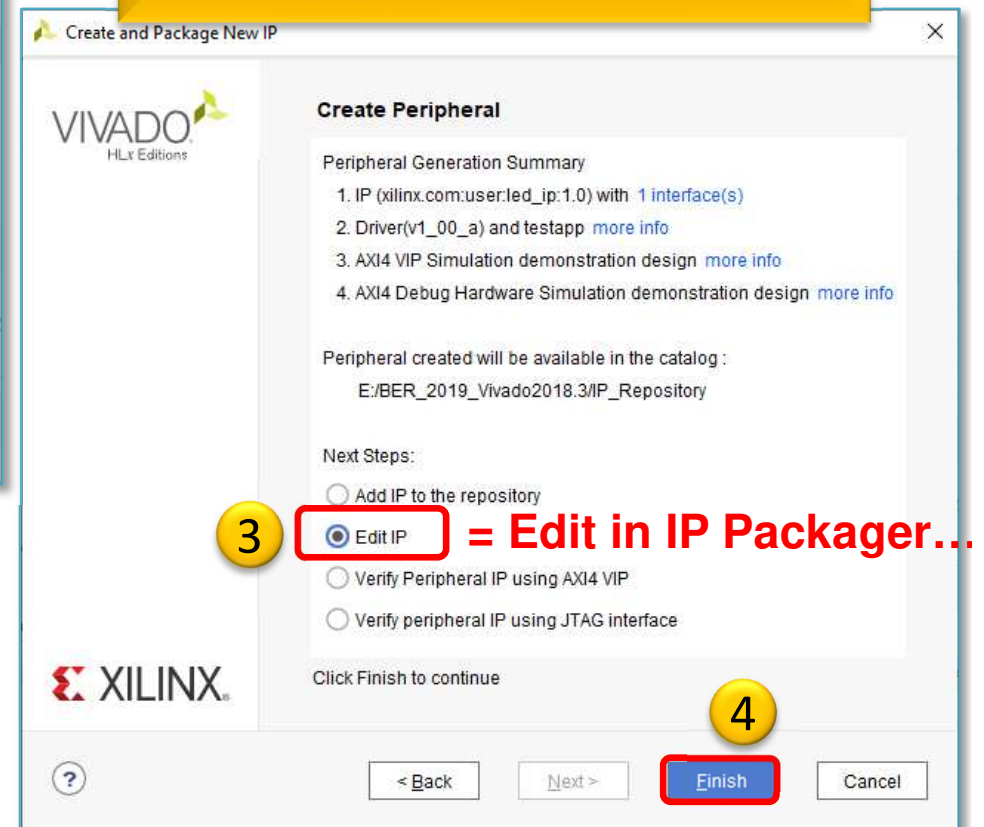 Create and Package New IP
VIVADO.
HLx Editions
Create Peripheral
Peripheral Generation Summary
1. IP (xilinx.com:user:led_ip:1.0) with 1 interface(s)
2. Driver(v1_00_a) and testapp more info
3. AXI4 VIP Simulation demonstration design more info
4. AXI4 Debug Hardware Simulation demonstration design more info
Peripheral created will be available in the catalog :
E:/BER_2019_Vivado2018.3/IP_Repository
Next Steps:
Add IP to the repository
3 Edit IP = Edit in IP Packager...
Verify Peripheral IP using AXI4 VIP
Verify peripheral IP using JTAG interface
XILINX.
Click Finish to continue
4
? < Back Next > Finish Cancel